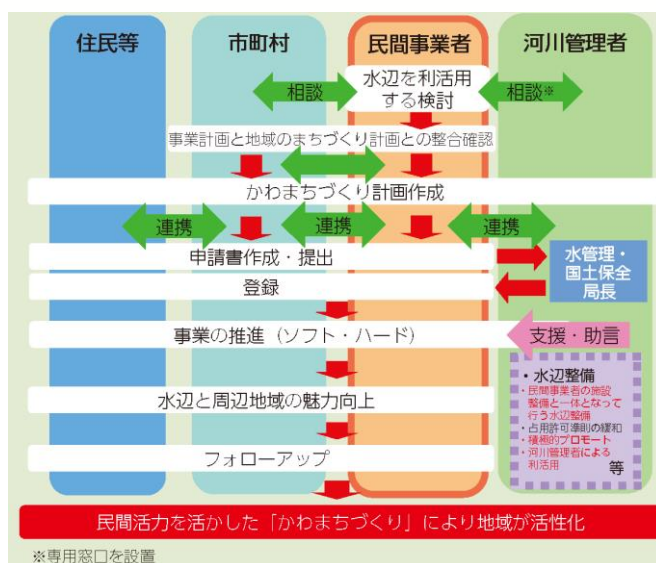 住民等
市町村
民間事業者
河川管理者
相談
水辺を利活用
する検討
相談※
事業計画と地域のまちづくり計画との整合確認
かわまちづくり計画作成
連携
連携
連携
申請書作成・提出
水管理・
国土保全
局長
登録
事業の推進（ソフト・ハード）
支援・助言
・水辺整備
・民間事業者の施設
整備と一体となって
行う水辺整備
・占用許可準則の緩和
・積極的プロモート
・河川管理者による
利活用
等
水辺と周辺地域の魅力向上
フォローアップ
民間活力を活かした「かわまちづくり」により地域が活性化
※専用窓口を設置